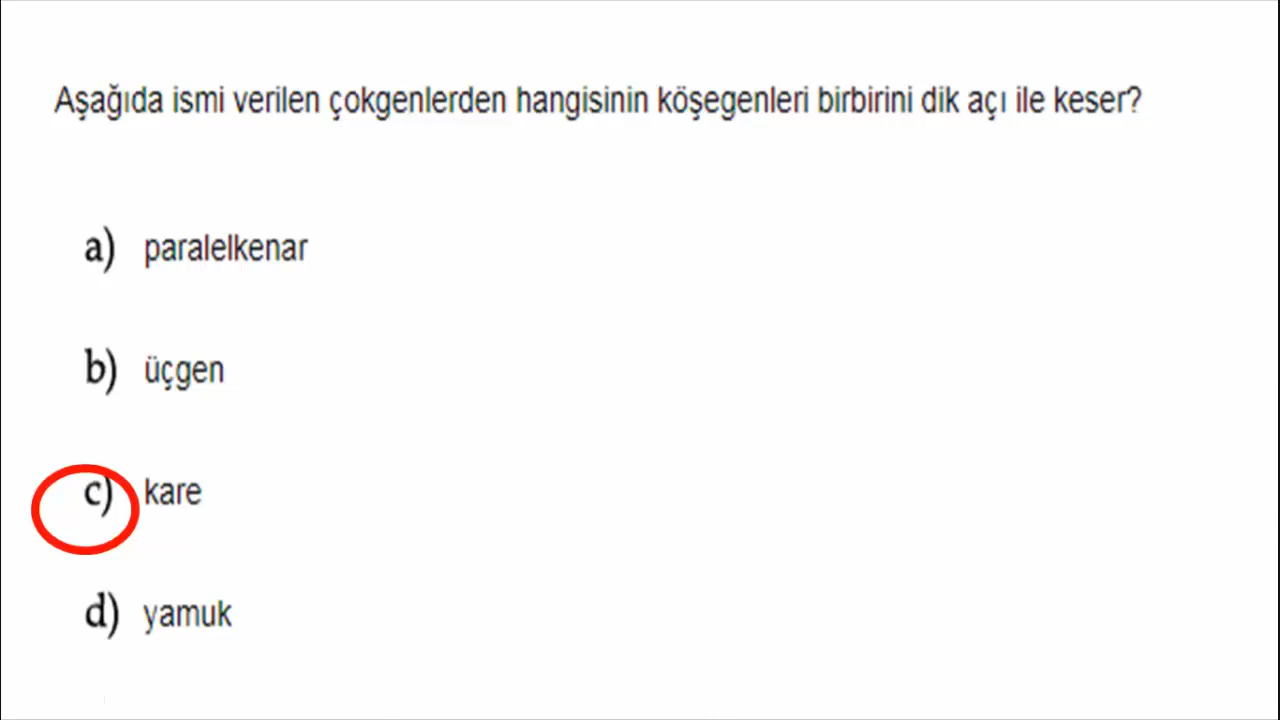 Aşağıda ismi verilen çokgenlerden hangisinin köşegenleri birbirini dik açı ile keser?
a) paralelkenar
b) üçgen
c) kare
d) yamuk